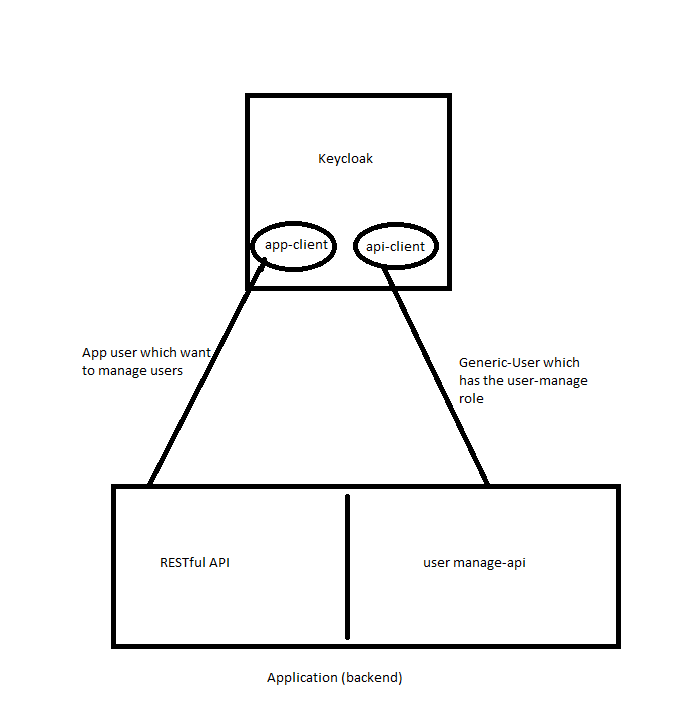 Keycloak
app-client
api-client
App user which want
to manage users
Generic-User which
has the user-manage
role
RESTful API
user manage-api
Application (backend)